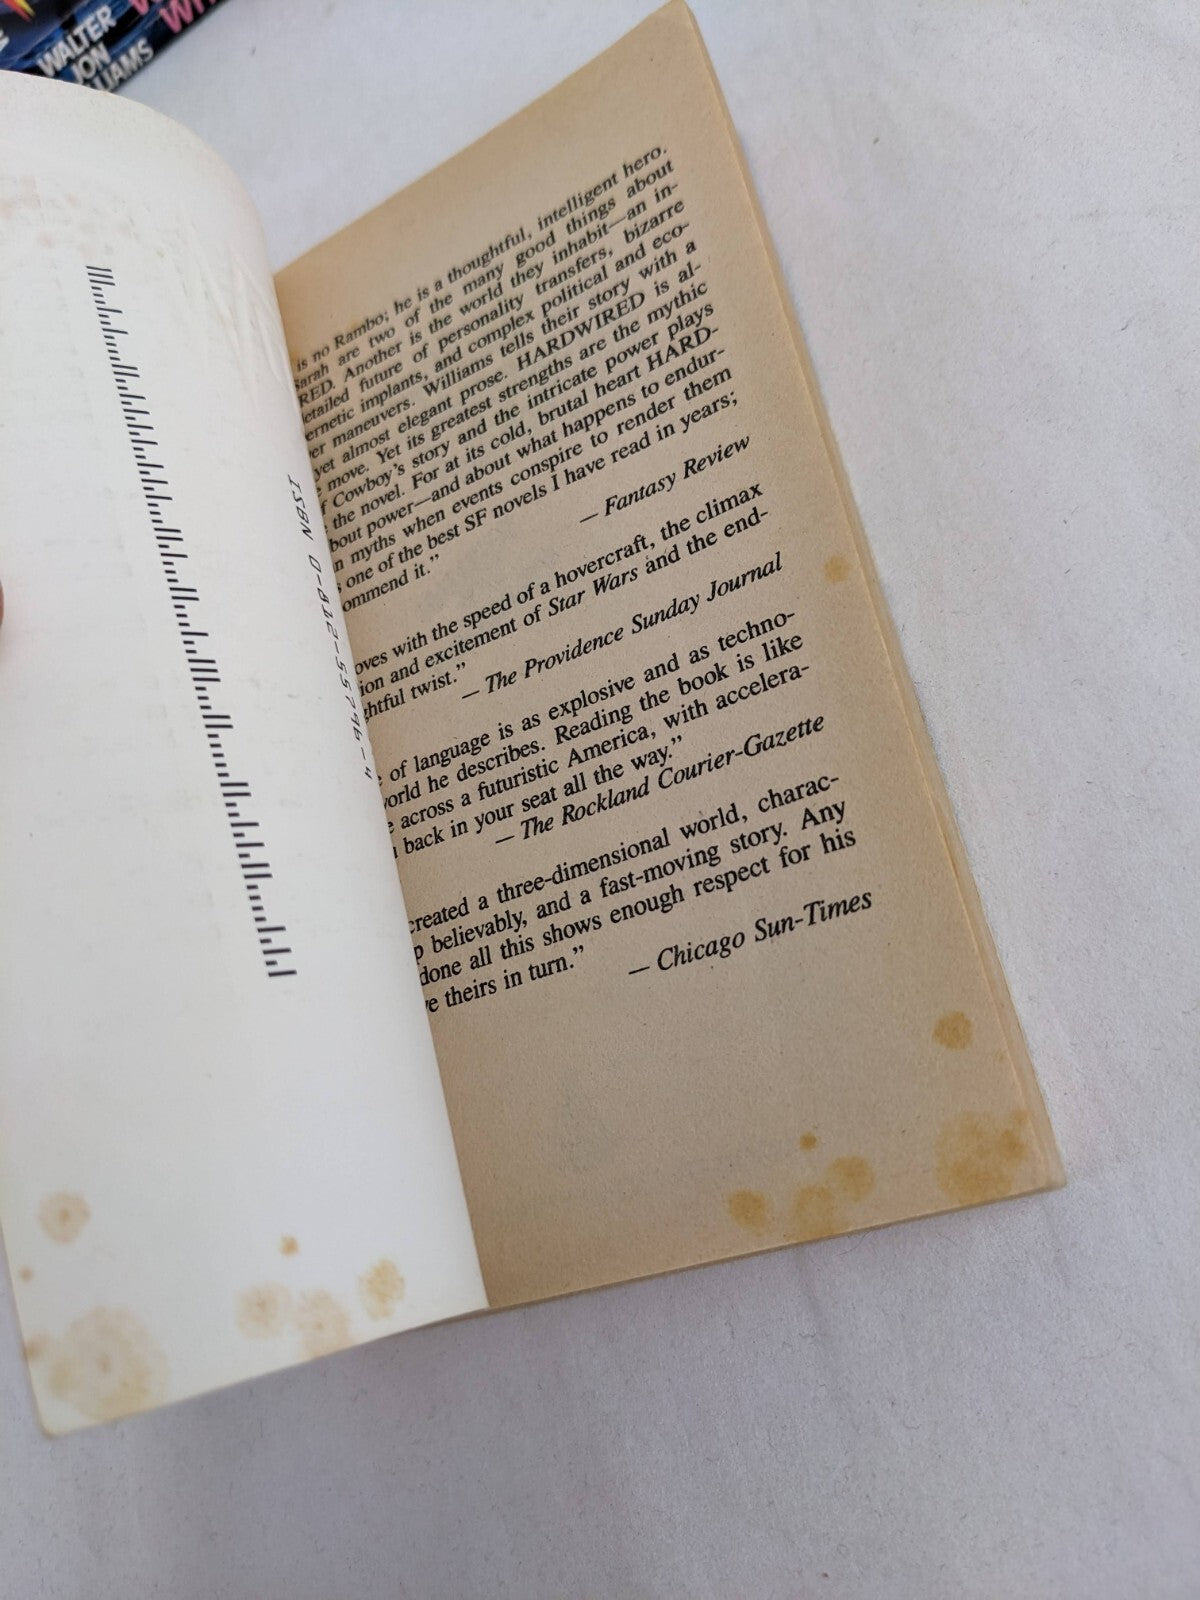 WALTER
JON
ISBN 0-812-55796-4
is no Rambo; he is a thoughtful, intelligent hero.
Sarah are two of the many good things about
RED. Another is the world they inhabit—an in-
etailed future of personality transfers, bizarre
ernetic implants, and complex political and eco-
er maneuvers. Williams tells their story with a
yet almost elegant prose. HARDWIRED is al-
move. Yet its greatest strengths are the mythic
f Cowboy's story and the intricate power plays
the novel. For at its cold, brutal heart HARD-
bout power—and about what happens to endur-
n myths when events conspire to render them
s one of the best SF novels I have read in years;
ommend it."
— Fantasy Review
oves with the speed of a hovercraft, the climax
ion and excitement of Star Wars and the end-
ghtful twist."
— The Providence Sunday Journal
e of language is as explosive and as techno-
world he describes. Reading the book is like
e across a futuristic America, with accelera-
u back in your seat all the way."
— The Rockland Courier-Gazette
created a three-dimensional world, charac-
p believably, and a fast-moving story. Any
done all this shows enough respect for his
ve theirs in turn."
— Chicago Sun-Times